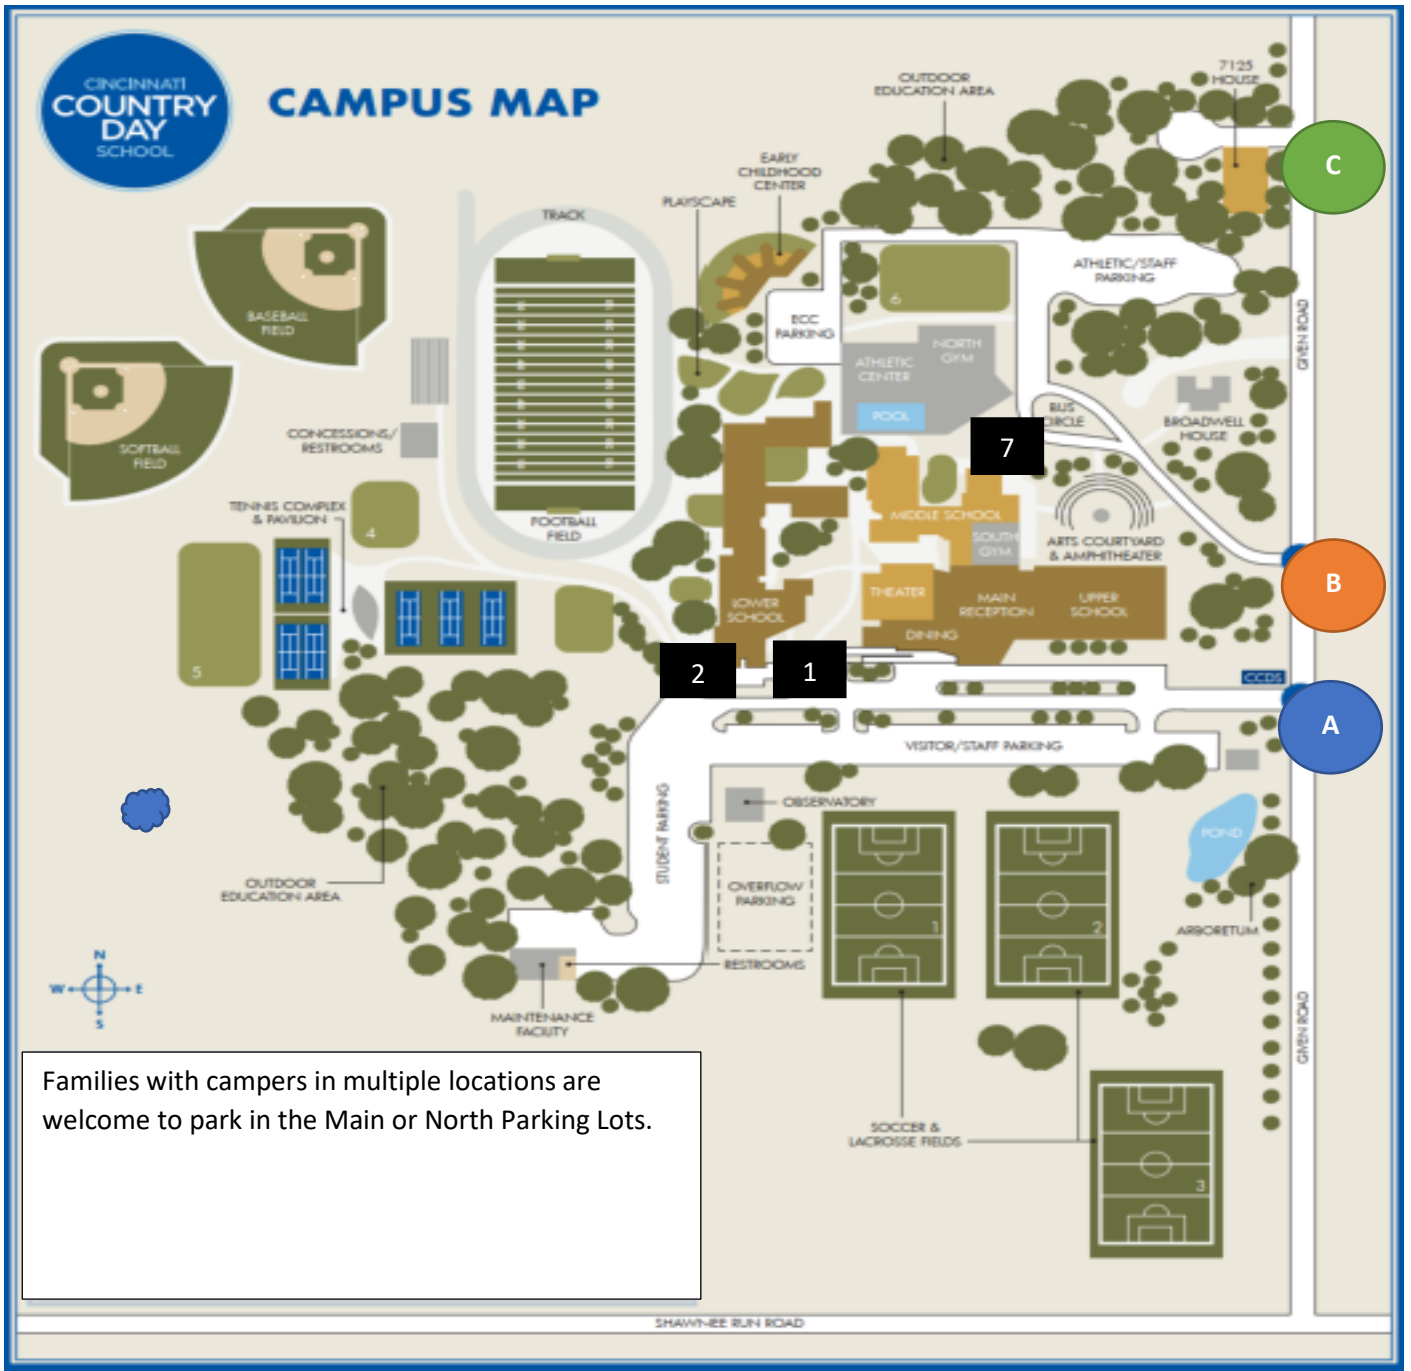 CINCINNATI
COUNTRY
DAY
SCHOOL
CAMPUS MAP
OUTDOOR
EDUCATION AREA
7125
HOUSE
C
EARLY
CHILDHOOD
CENTER
PLAYSCAPE
TRACK
ATHLETIC/STAFF
PARKING
6
BASEBALL
FIELD
ECC
PARKING
GIVEN ROAD
NORTH
GYM
ATHLETIC
CENTER
POOL
BUS
CIRCLE
BROADWELL
HOUSE
7
CONCESSIONS/
RESTROOMS
SOFTBALL
FIELD
TENNIS COMPLEX
& PAVILION
4
FOOTBALL
FIELD
MIDDLE SCHOOL
SOUTH
GYM
ARTS COURTYARD
& AMPHITEATER
B
THEATER
MAIN
RECEPTION
UPPER
SCHOOL
LOWER
SCHOOL
DINING
5
2
1
CCDS
A
VISITOR/STAFF PARKING
STUDENT PARKING
OBSERVATORY
POND
OUTDOOR
EDUCATION AREA
OVERFLOW
PARKING
1
2
ARBORETUM
RESTROOMS
N
W E
S
MAINTENANCE
FACILITY
GIVEN ROAD
Families with campers in multiple locations are
welcome to park in the Main or North Parking Lots.
SOCCER &
LACROSSE FIELDS
3
SHAWNEE RUN ROAD